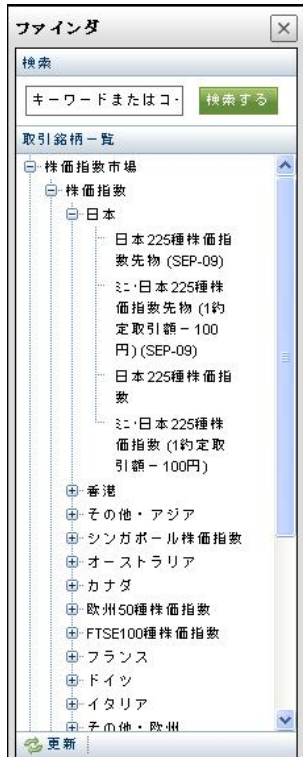 ファインダ
検索
キーワードまたはコ・
検索する
取引銘柄一覧
株価指数市場
株価指数
日本
日本225種株価指
数先物 (SEP-09)
ミニ・日本225種株
価指数先物 (1約
定取引額－100
円) (SEP-09)
日本225種株価指
数
ミニ・日本225種株
価指数 (1約定取
引額－100円)
香港
その他・アジア
シンガポール株価指数
オーストラリア
カナダ
欧州50種株価指数
FTSE100種株価指数
フランス
ドイツ
イタリア
その他・欧州
更新